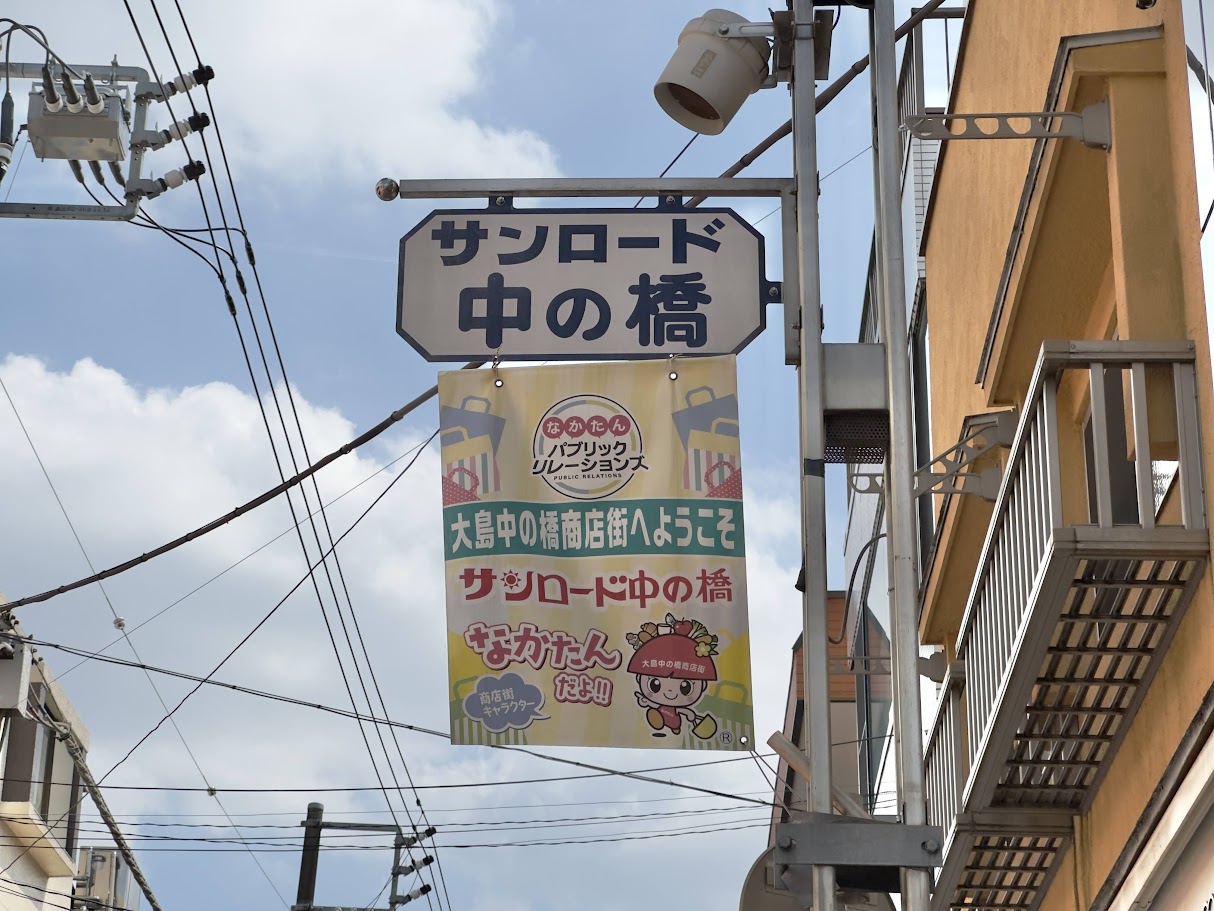 サンロード
中の橋
なかたん
パブリック
リレーションズ
PUBLIC RELATIONS
大島中の橋商店街へようこそ
サンロード中の橋
なかたん
だよ!!
大島中の橋商店街
商店街
キャラクター
®